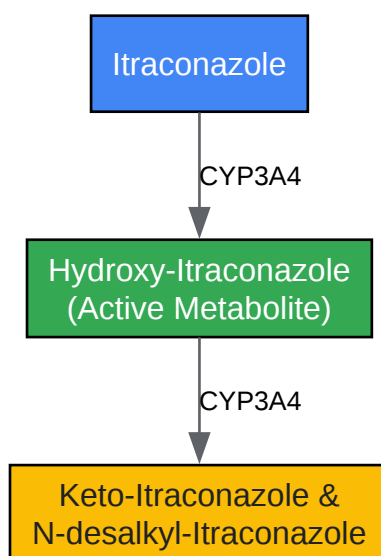 Itraconazole
CYP3A4
Hydroxy-Itraconazole
(Active Metabolite)
CYP3A4
Keto-Itraconazole &
N-desalkyl-Itraconazole